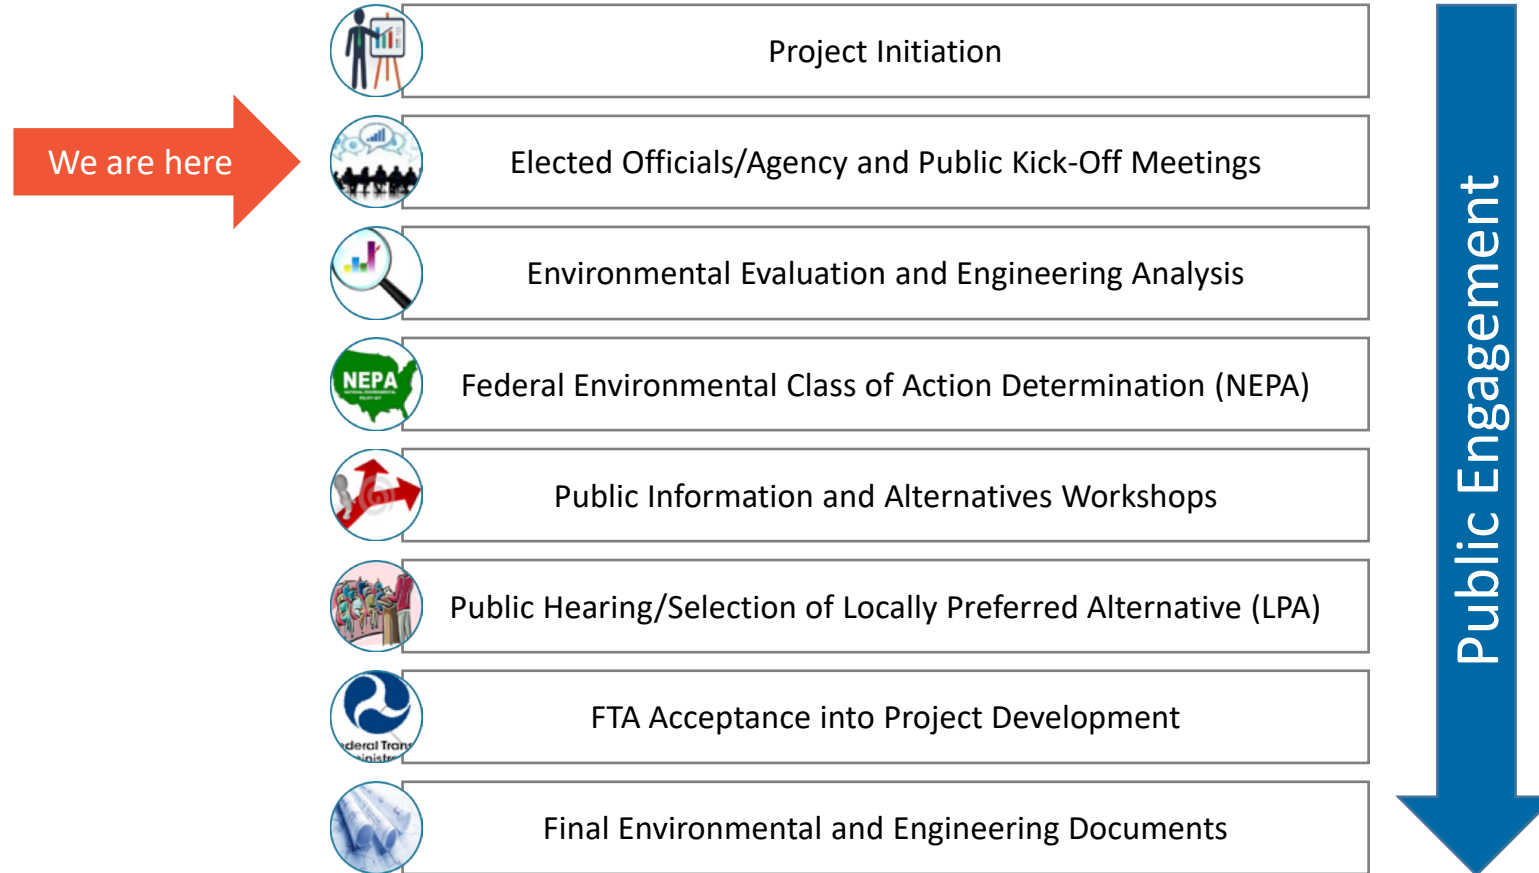 Project Initiation
We are here
Elected Officials/Agency and Public Kick-Off Meetings
Environmental Evaluation and Engineering Analysis
NEPA
Federal Environmental Class of Action Determination (NEPA)
Public Information and Alternatives Workshops
Public Hearing/Selection of Locally Preferred Alternative (LPA)
FTA Acceptance into Project Development
deral Trans
Final Environmental and Engineering Documents
Public Engagement